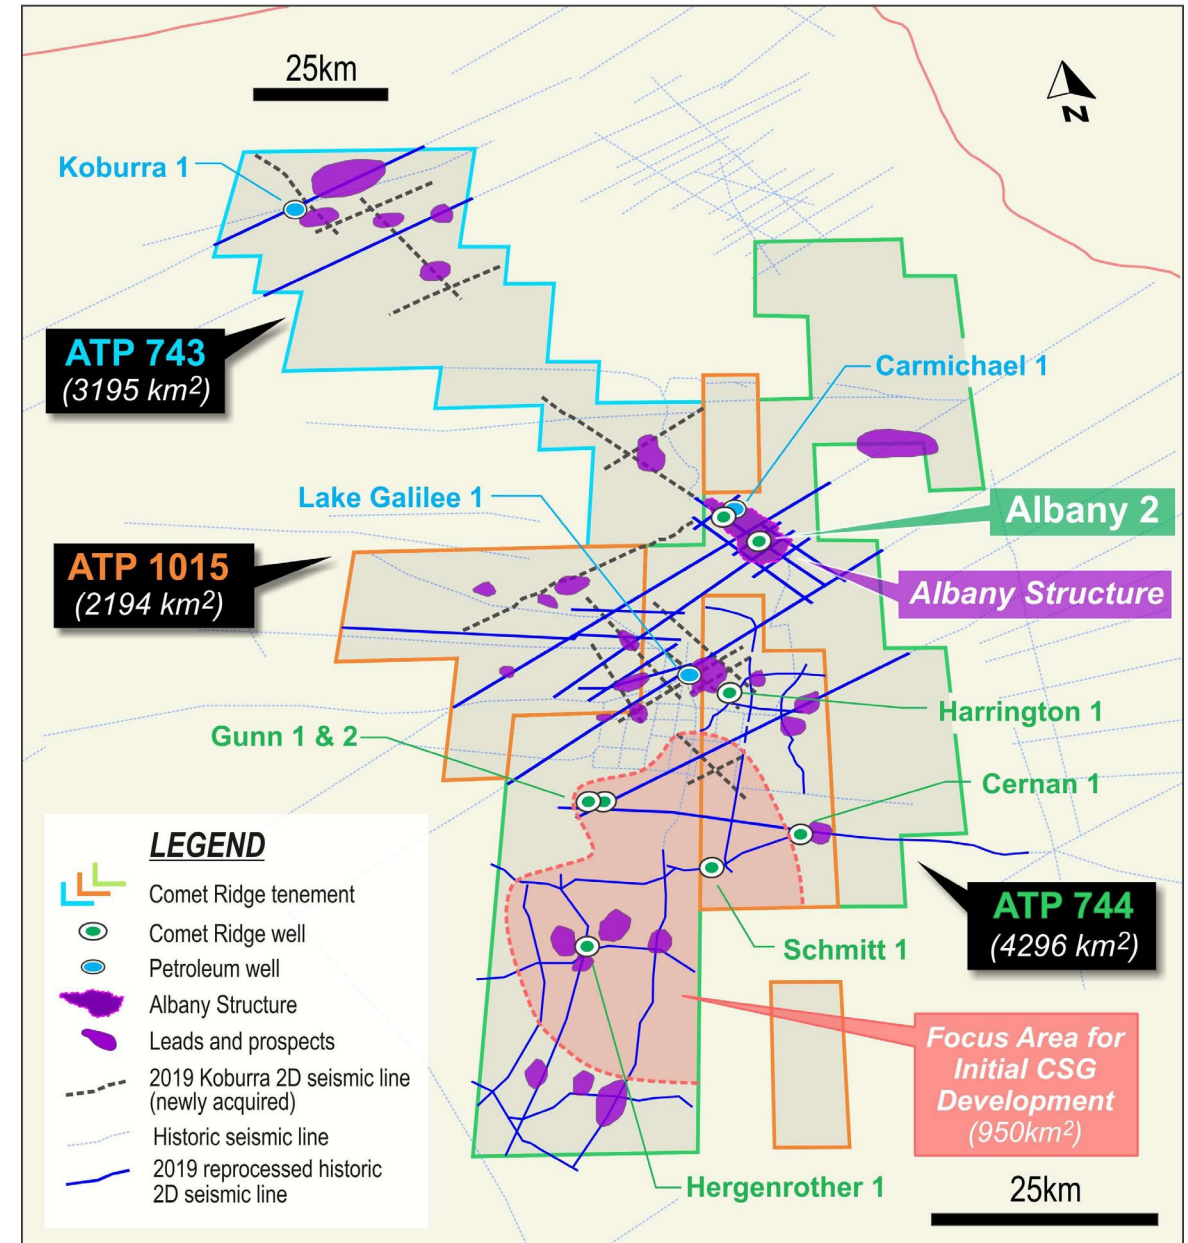 25km
N
Koburra 1
ATP 743
(3195 km2)
Carmichael 1
Lake Galilee 1
Albany 2
ATP 1015
(2194 km2)
Albany Structure
Harrington 1
Gunn 1 & 2
Cernan 1
LEGEND
Comet Ridge tenement
Comet Ridge well
Petroleum well
Albany Structure
Leads and prospects
2019 Koburra 2D seismic line
(newly acquired)
Historic seismic line
2019 reprocessed historic
2D seismic line
ATP 744
(4296 km2)
Schmitt 1
Focus Area for
Initial CSG
Development
(950km2)
Hergenrother 1
25km